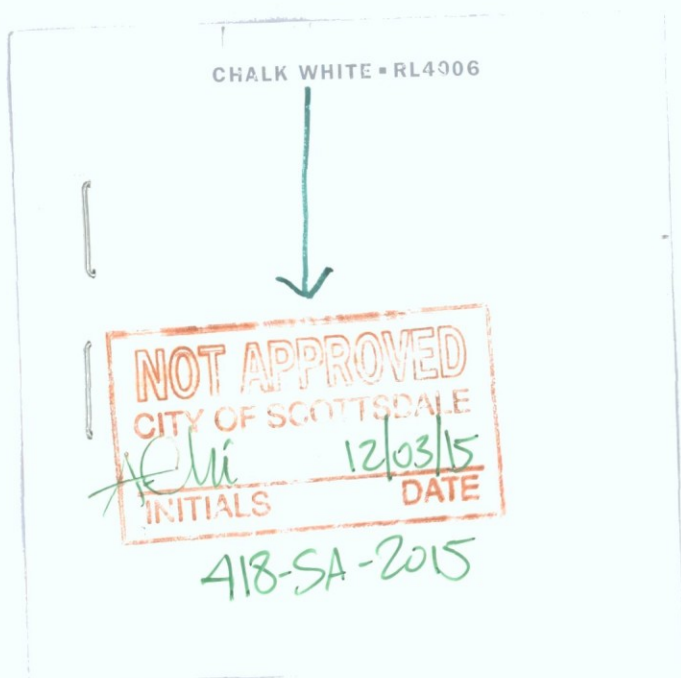 CHALK WHITE ▪ RL4006
NOT APPROVED
CITY OF SCOTTSDALE
12/03/15
INITIALS DATE
418-SA-2015